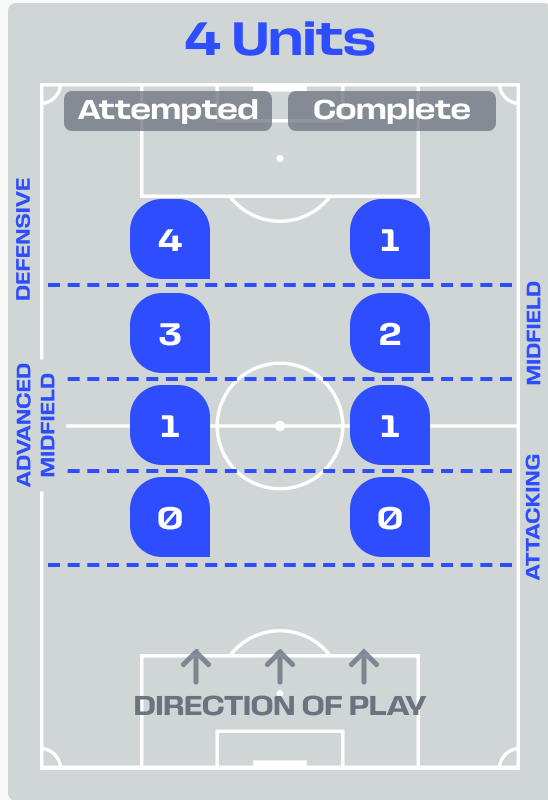 4 Units
Attempted Complete
DEFENSIVE
4 1
MIDFIELD
3 2
ADVANCED
MIDFIELD
1 1
ATTACKING
0 0
DIRECTION OF PLAY